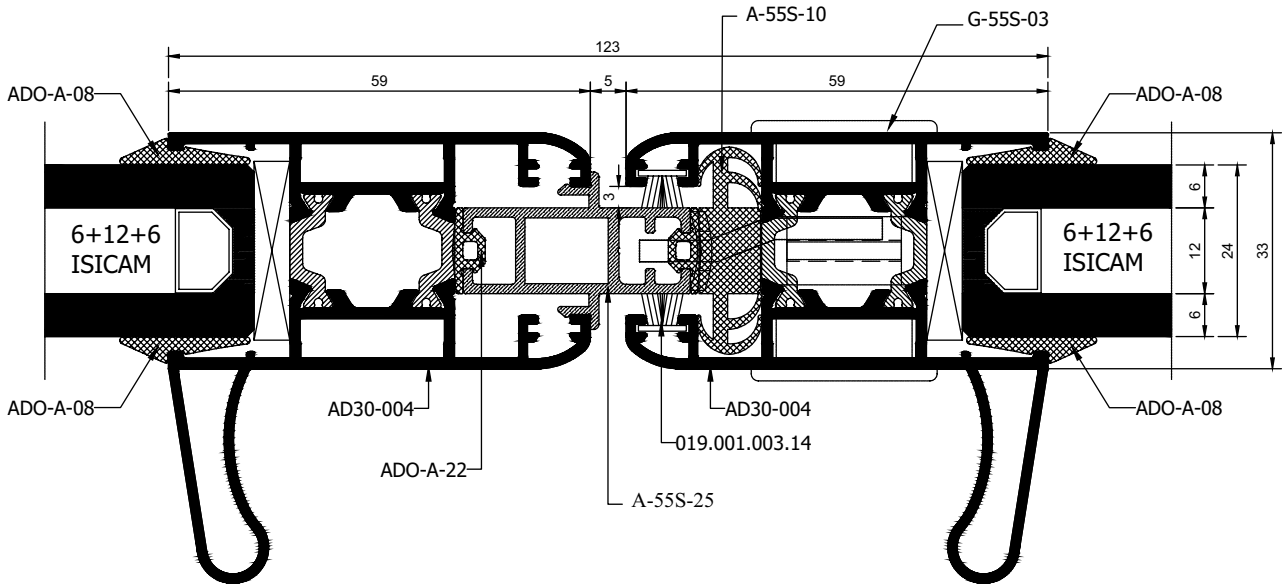 A-55S-10
G-55S-03
123
59
5
59
ADO-A-08
ADO-A-08
3
6
12
6
24
33
6+12+6
ISICAM
6+12+6
ISICAM
ADO-A-08
AD30-004
AD30-004
ADO-A-08
019.001.003.14
ADO-A-22
A-55S-25